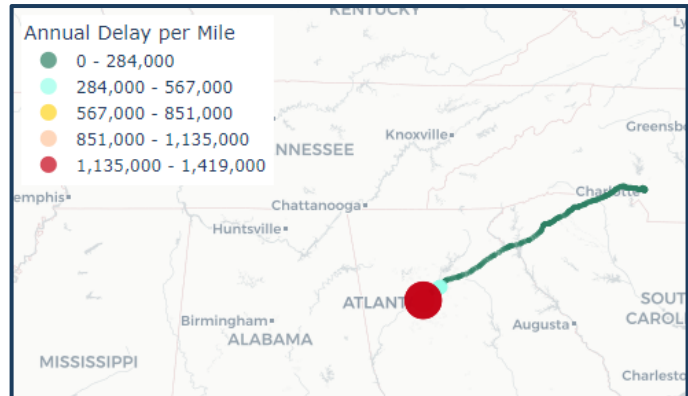 KENTUCKY
Annual Delay per Mile
0 - 284,000
284,000 - 567,000
567,000 - 851,000
851,000 - 1,135,000
1,135,000 - 1,419,000
Ly
Greensb
Knoxville
NNESSEE
emphis
Charlotte
Chattanooga
Huntsville
ATLANT
SOUT
CAROL
Birmingham
Augusta
ALABAMA
MISSISSIPPI
Charlesto